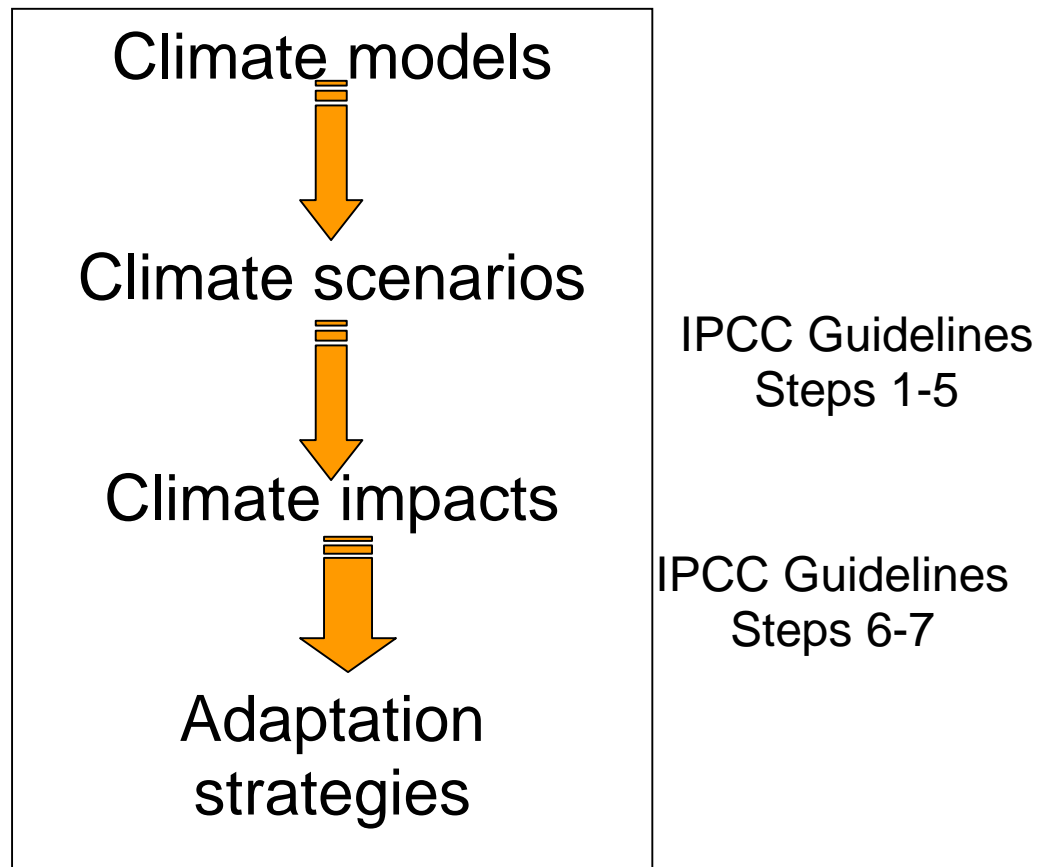 Climate models
Climate scenarios
IPCC Guidelines
Steps 1-5
Climate impacts
IPCC Guidelines
Steps 6-7
Adaptation
strategies